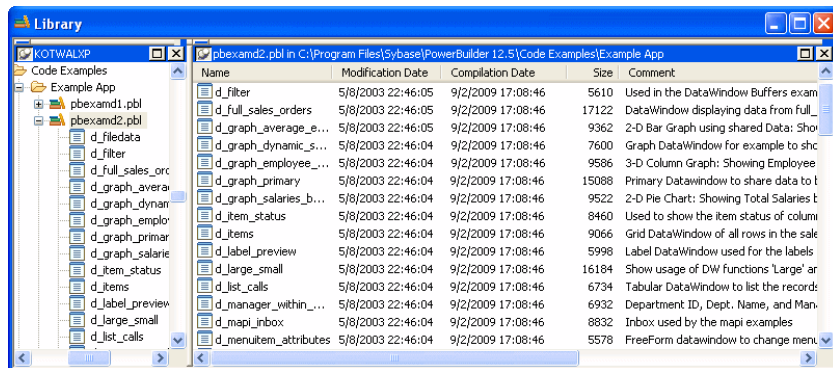 Library
KOTWALXP
Code Examples
Example App
pbexamd1.pbl
pbexamd2.pbl
d_filedata
d_filter
d_full_sales_orc
d_graph_avera
d_graph_dynam
d_graph_emplo
d_graph_primar
d_graph_salarie
d_item_status
d_items
d_label_preview
d_large_small
d_list_calls
pbexamd2.pbl in C:\Program Files\Sybase\PowerBuilder 12.5\Code Examples\Example App
Name Modification Date Compilation Date Size Comment
d_filter 5/8/2003 22:46:05 9/2/2009 17:08:46 5610 Used in the DataWindow Buffers exam
d_full_sales_orders 5/8/2003 22:46:05 9/2/2009 17:08:46 17122 DataWindow displaying data from full_
d_graph_average_e... 5/8/2003 22:46:05 9/2/2009 17:08:46 9362 2-D Bar Graph using shared Data: Sho
d_graph_dynamic_s... 5/8/2003 22:46:04 9/2/2009 17:08:46 7600 Graph DataWindow for example to sho
d_graph_employee_... 5/8/2003 22:46:04 9/2/2009 17:08:46 9586 3-D Column Graph: Showing Employee
d_graph_primary 5/8/2003 22:46:04 9/2/2009 17:08:46 15088 Primary Datawindow to share data to b
d_graph_salaries_b... 5/8/2003 22:46:04 9/2/2009 17:08:46 9522 2-D Pie Chart: Showing Total Salaries b
d_item_status 5/8/2003 22:46:04 9/2/2009 17:08:46 8460 Used to show the item status of column
d_items 5/8/2003 22:46:04 9/2/2009 17:08:46 9066 Grid DataWindow of all rows in the sale
d_label_preview 5/8/2003 22:46:04 9/2/2009 17:08:46 5998 Label DataWindow used for the labels
d_large_small 5/8/2003 22:46:04 9/2/2009 17:08:46 16184 Show usage of DW functions 'Large' an
d_list_calls 5/8/2003 22:46:04 9/2/2009 17:08:46 6734 Tabular DataWindow to list the records
d_manager_within_... 5/8/2003 22:46:04 9/2/2009 17:08:46 6932 Department ID, Dept. Name, and Man
d_mapi_inbox 5/8/2003 22:46:04 9/2/2009 17:08:46 8832 Inbox used by the mapi examples
d_menuitem_attributes 5/8/2003 22:46:04 9/2/2009 17:08:46 5578 FreeForm datawindow to change menu